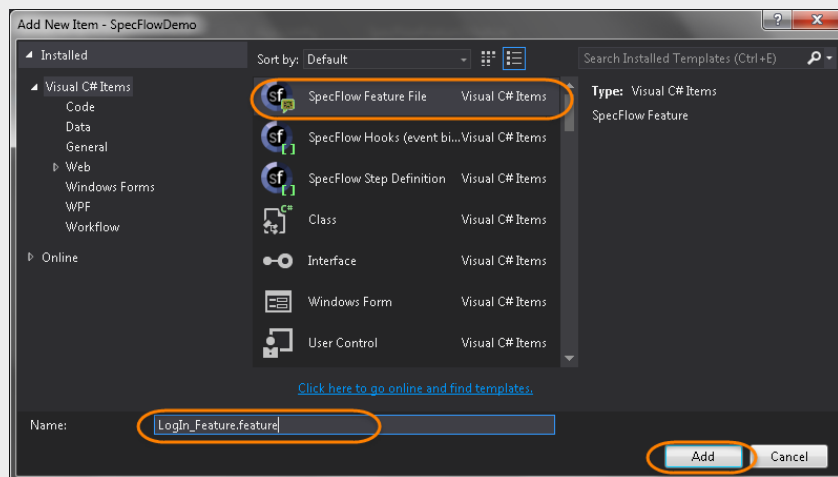 Add New Item - SpecFlowDemo
Installed
Sort by: Default
Search Installed Templates (Ctrl+E)
Visual C# Items
Code
Data
General
Web
Windows Forms
WPF
Workflow
Online
SpecFlow Feature File Visual C# Items
SpecFlow Hooks (event bi... Visual C# Items
SpecFlow Step Definition Visual C# Items
Class Visual C# Items
Interface Visual C# Items
Windows Form Visual C# Items
User Control Visual C# Items
Type: Visual C# Items
SpecFlow Feature
Click here to go online and find templates.
Name: LogIn_Feature.feature
Add Cancel